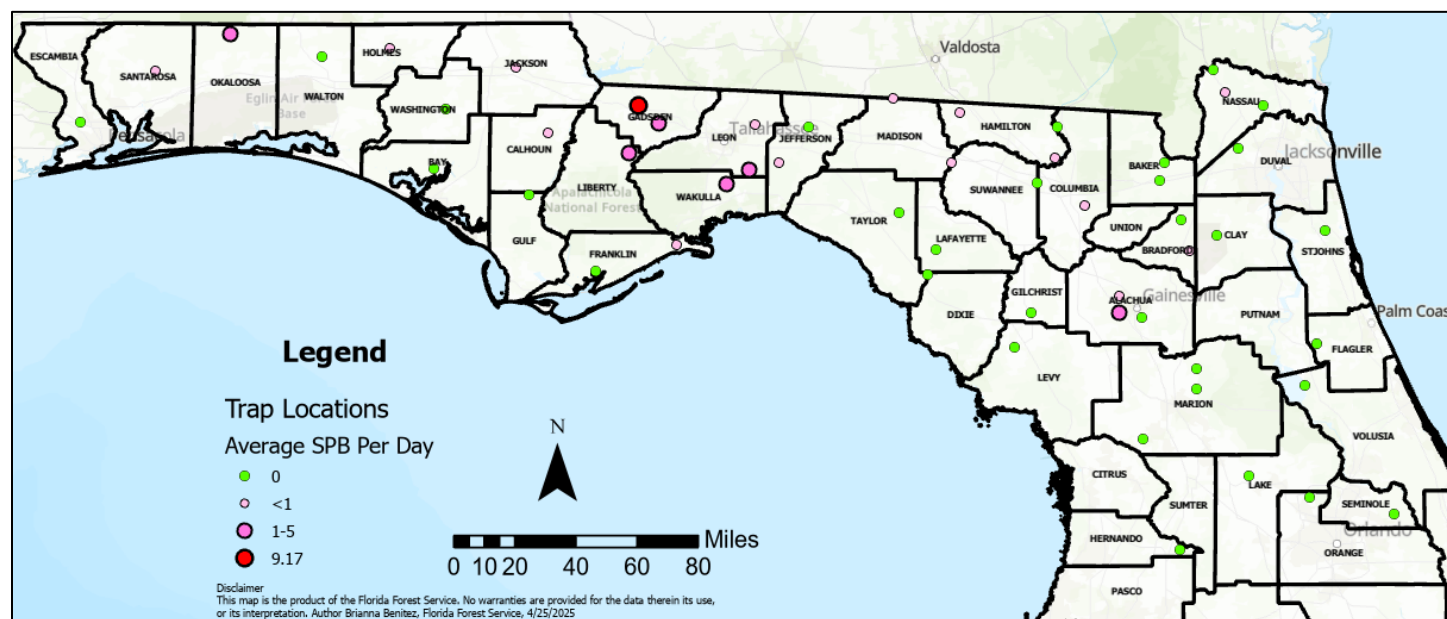 Valdosta
ESCAMBIA
SANTAROSA
OKALOOSA
HOLMES
JACKSON
WALTON
WASHINGTON
Eglin Air Force
Base
GADSDEN
LEON
Tallahassee
JEFFERSON
MADISON
HAMILTON
NASSAU
Pensacola
CALHOUN
BAY
LIBERTY
Apalachicola
National Forest
WAKULLA
SUWANNEE
COLUMBIA
BAKER
DUVAL
Jacksonville
TAYLOR
LAFAYETTE
UNION
BRADFORD
CLAY
STJOHNS
GULF
FRANKLIN
GILCHRIST
ALACHUA
Gainesville
PUTNAM
Palm Coas
DIXIE
FLAGLER
LEVY
MARION
VOLUSIA
CITRUS
SUMTER
LAKE
SEMINOLE
Orlando
HERNANDO
ORANGE
PASCO
Legend
Trap Locations
Average SPB Per Day
0
<1
1-5
9.17
N
Miles
0 10 20 40 60 80
Disclaimer
This map is the product of the Florida Forest Service. No warranties are provided for the data therein its use,
or its interpretation. Author Brianna Benitez, Florida Forest Service, 4/25/2025